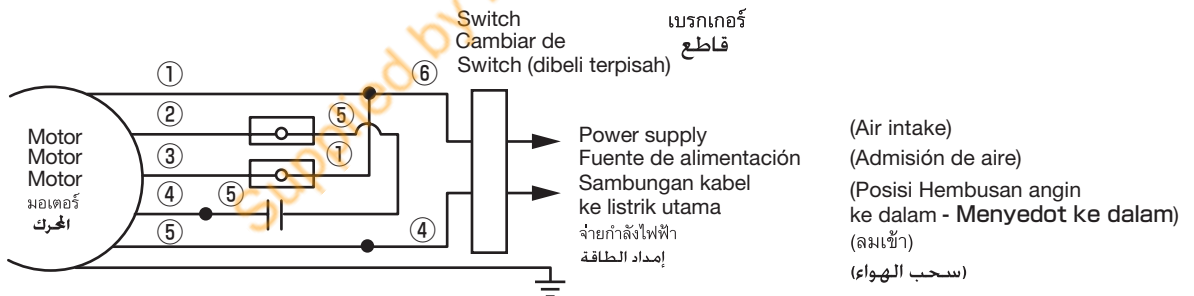 Switch
Cambiar de
Switch (dibeli terpisah)
เบรกเกอร์
قاطع
①
②
③
④
⑤
⑤
①
⑤
⑥
④
Motor
Motor
Motor
มอเตอร์
المحرك
Power supply
Fuente de alimentación
Sambungan kabel
ke listrik utama
จ่ายกำลังไฟฟ้า
إمداد الطاقة
(Air intake)
(Admisión de aire)
(Posisi Hembusan angin
ke dalam - Menyedot ke dalam)
(ลมเข้า)
(سحب الهواء)
Supplied by